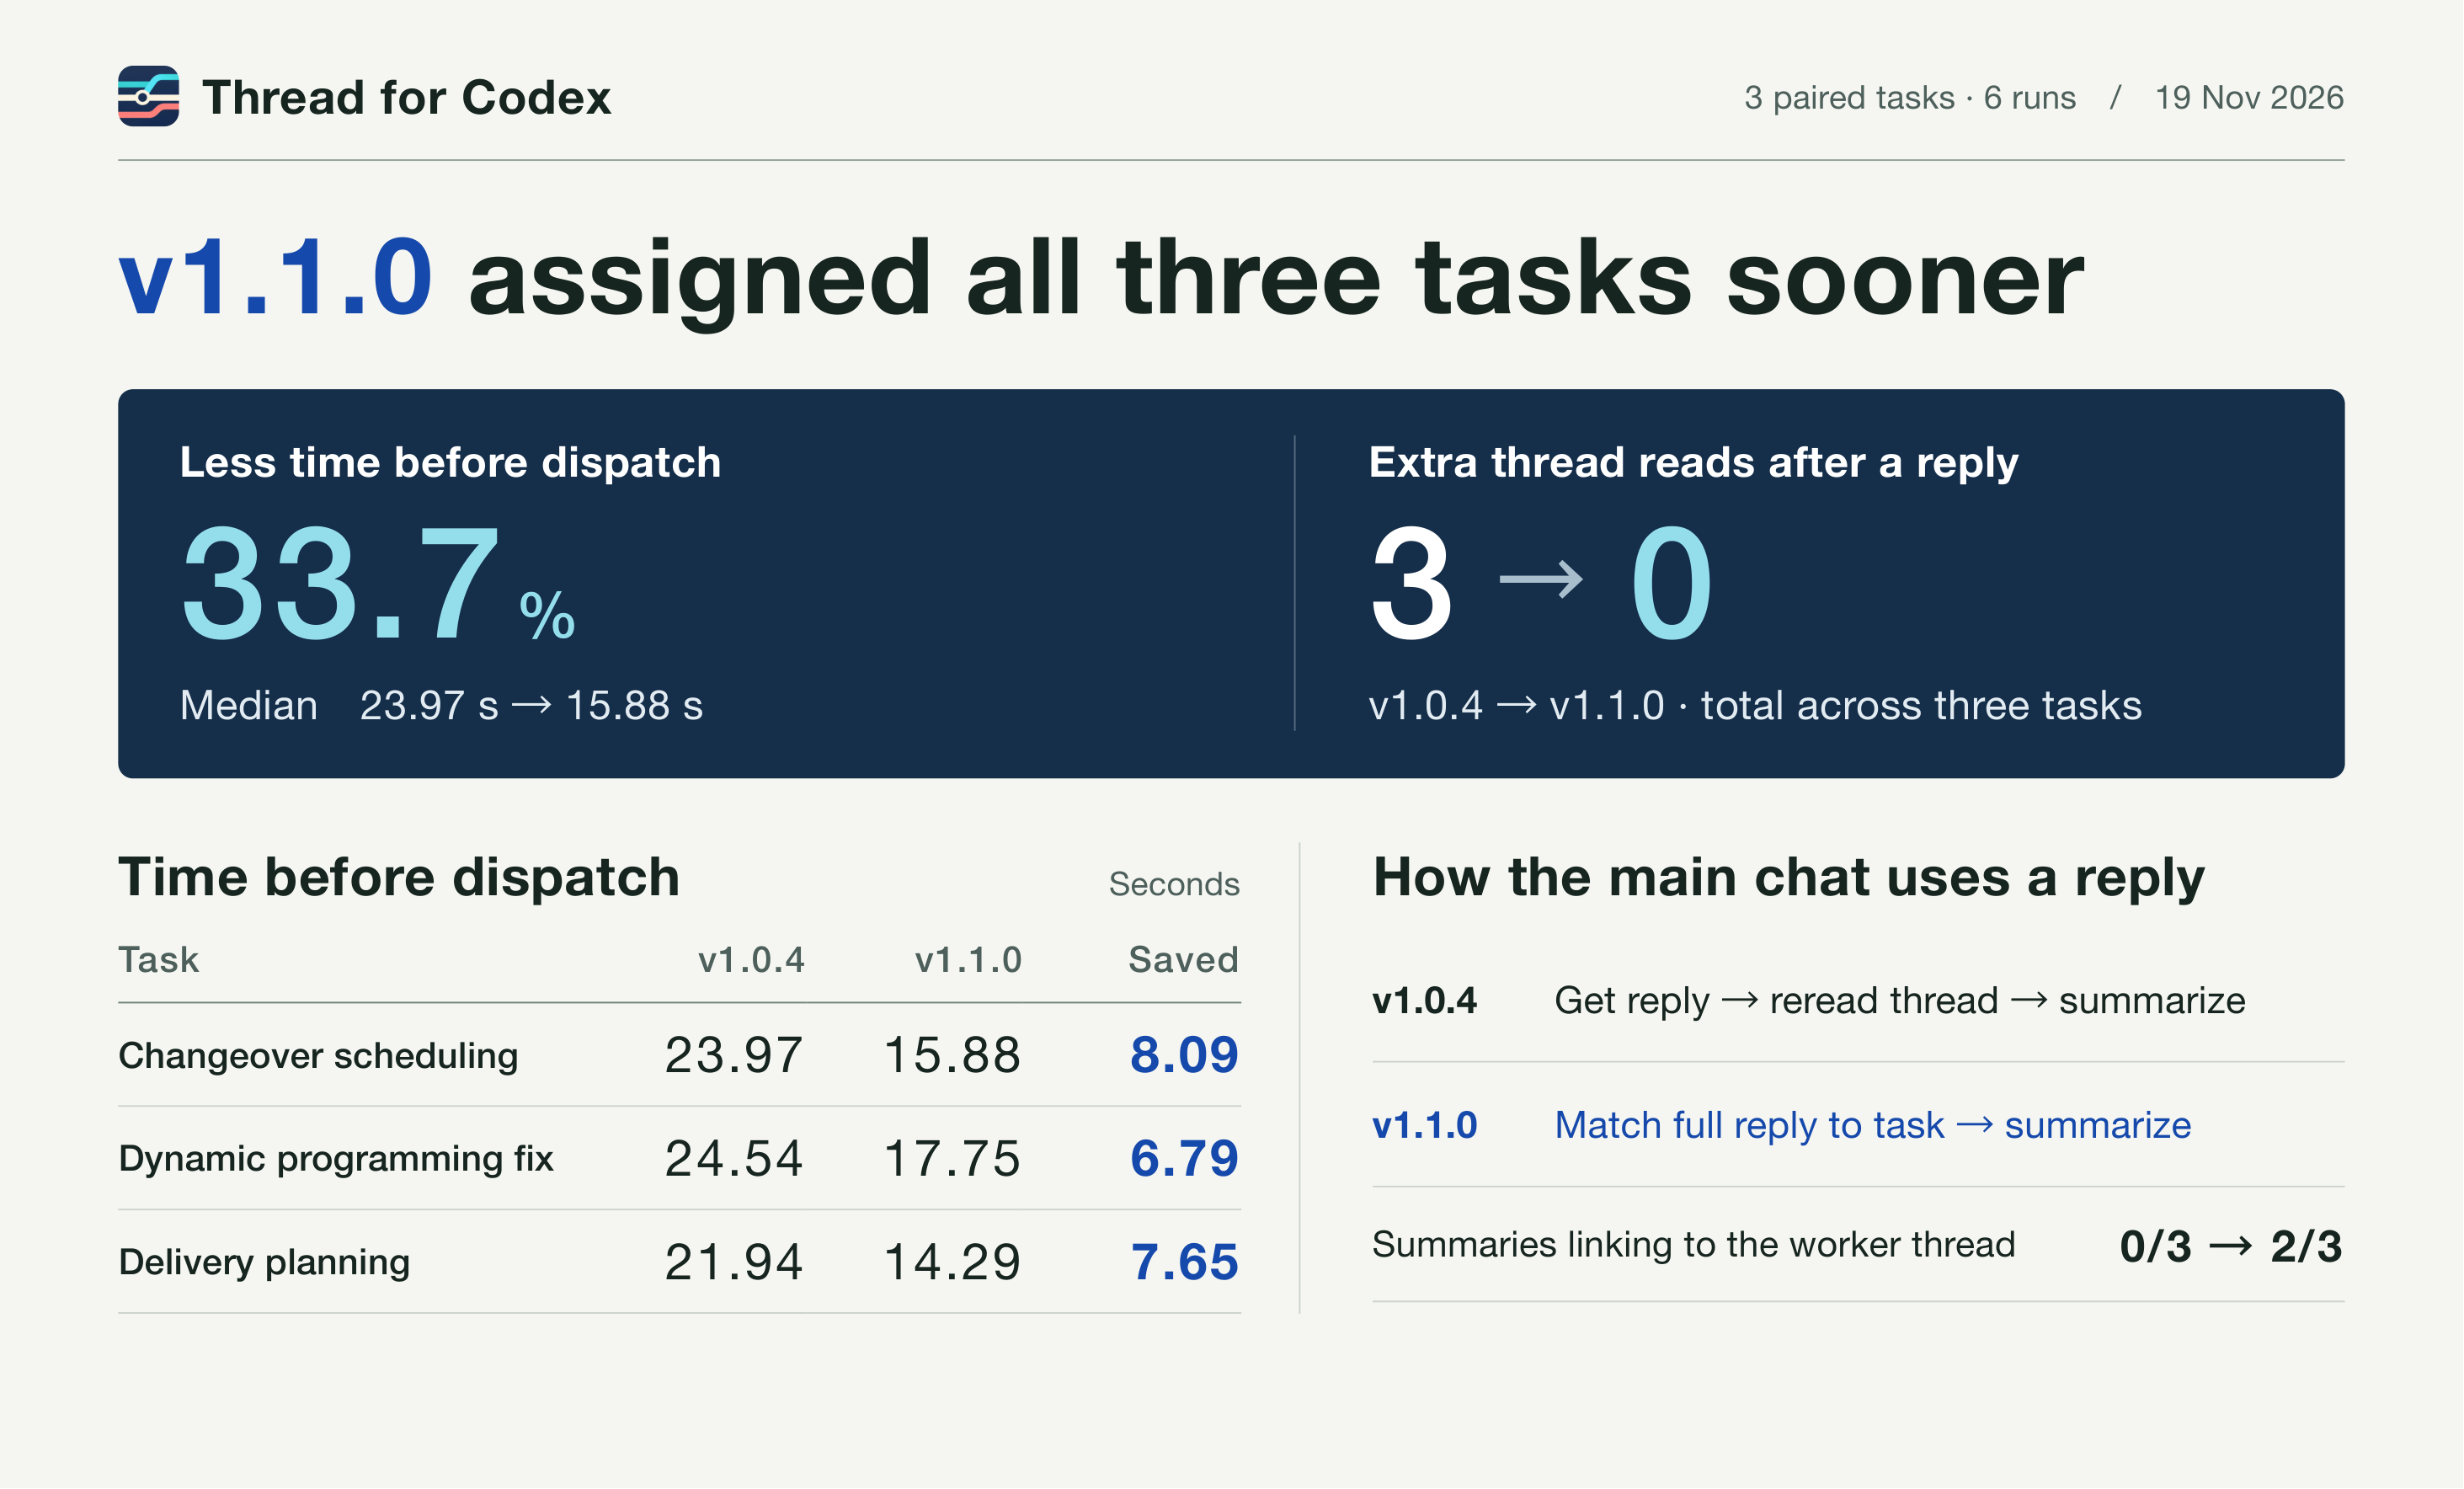 Thread for Codex
3 paired tasks · 6 runs / 19 Nov 2026
v1.1.0 assigned all three tasks sooner
Less time before dispatch
33.7%
Median 23.97 s → 15.88 s
Extra thread reads after a reply
3 → 0
v1.0.4 → v1.1.0 · total across three tasks
Time before dispatch
Seconds
Task v1.0.4 v1.1.0 Saved
Changeover scheduling 23.97 15.88 8.09
Dynamic programming fix 24.54 17.75 6.79
Delivery planning 21.94 14.29 7.65
How the main chat uses a reply
v1.0.4 Get reply → reread thread → summarize
v1.1.0 Match full reply to task → summarize
Summaries linking to the worker thread 0/3 → 2/3